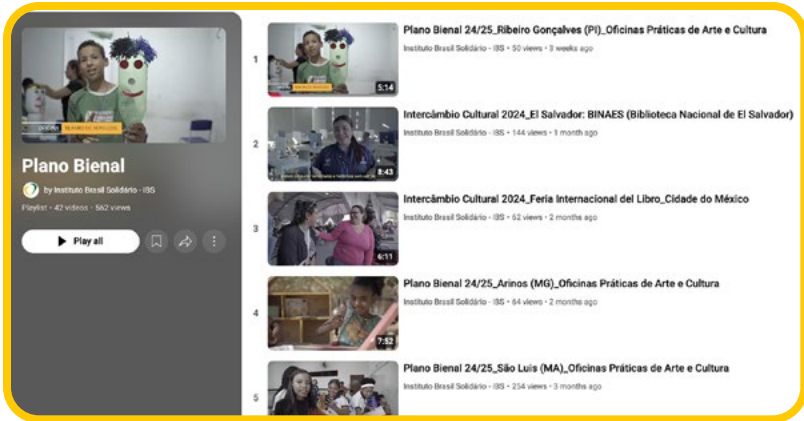 Plano Bienal
by Instituto Brasil Solidário - IBS
Playlist • 42 videos • 562 views
Play all
1
Plano Bienal 24/25_Ribeiro Gonçalves (PI)_Oficinas Práticas de Arte e Cultura
Instituto Brasil Solidário - IBS • 50 views • 3 weeks ago
5:14
2
Intercâmbio Cultural 2024_El Salvador: BINAES (Biblioteca Nacional de El Salvador)
Instituto Brasil Solidário - IBS • 144 views • 1 month ago
8:43
3
Intercâmbio Cultural 2024_Feria Internacional del Libro_Cidade do México
Instituto Brasil Solidário - IBS • 62 views • 2 months ago
6:11
4
Plano Bienal 24/25_Arinos (MG)_Oficinas Práticas de Arte e Cultura
Instituto Brasil Solidário - IBS • 64 views • 2 months ago
7:52
5
Plano Bienal 24/25_São Luis (MA)_Oficinas Práticas de Arte e Cultura
Instituto Brasil Solidário - IBS • 254 views • 3 months ago